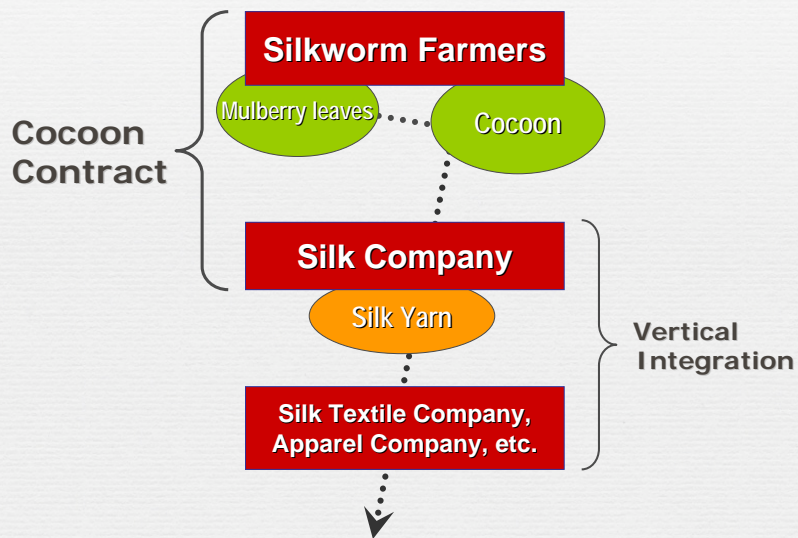 Silkworm Farmers
Mulberry leaves
Cocoon
Cocoon
Contract
Silk Company
Silk Yarn
Vertical
Integration
Silk Textile Company,
Apparel Company, etc.